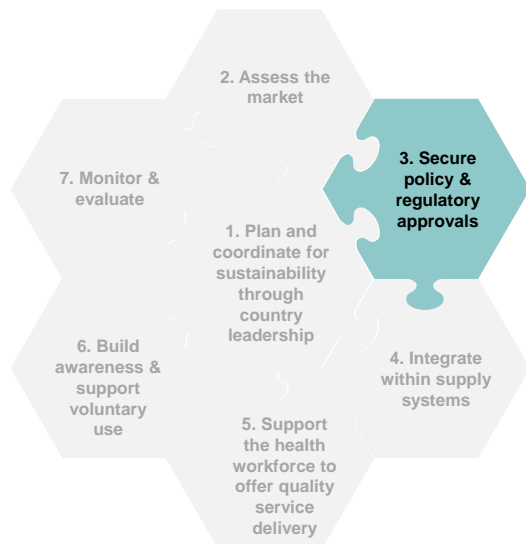 2. Assess the
market
3. Secure
policy &
regulatory
approvals
7. Monitor &
evaluate
1. Plan and
coordinate for
sustainability
through
country
leadership
6. Build
awareness &
support
voluntary
use
4. Integrate
within supply
systems
5. Support
the health
workforce to
offer quality
service
delivery